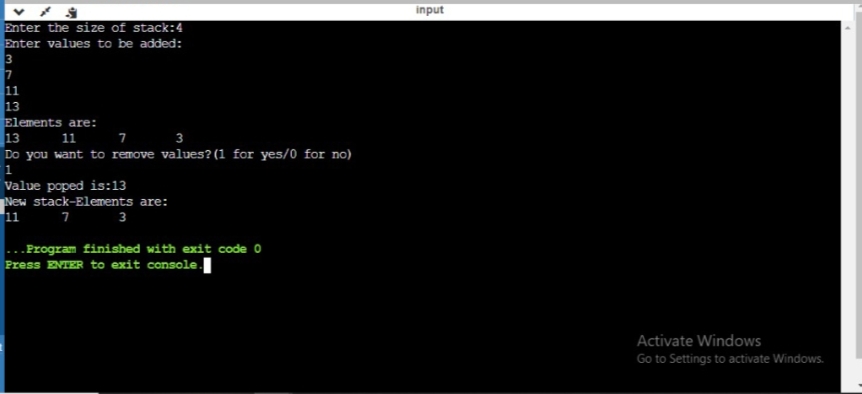 input
Enter the size of stack:4
Enter values to be added:
3
7
11
13
Elements are:
13 11 7 3
Do you want to remove values?(1 for yes/0 for no)
1
Value poped is:13
New stack-Elements are:
11 7 3
...Program finished with exit code 0
Press ENTER to exit console.
Activate Windows
Go to Settings to activate Windows.